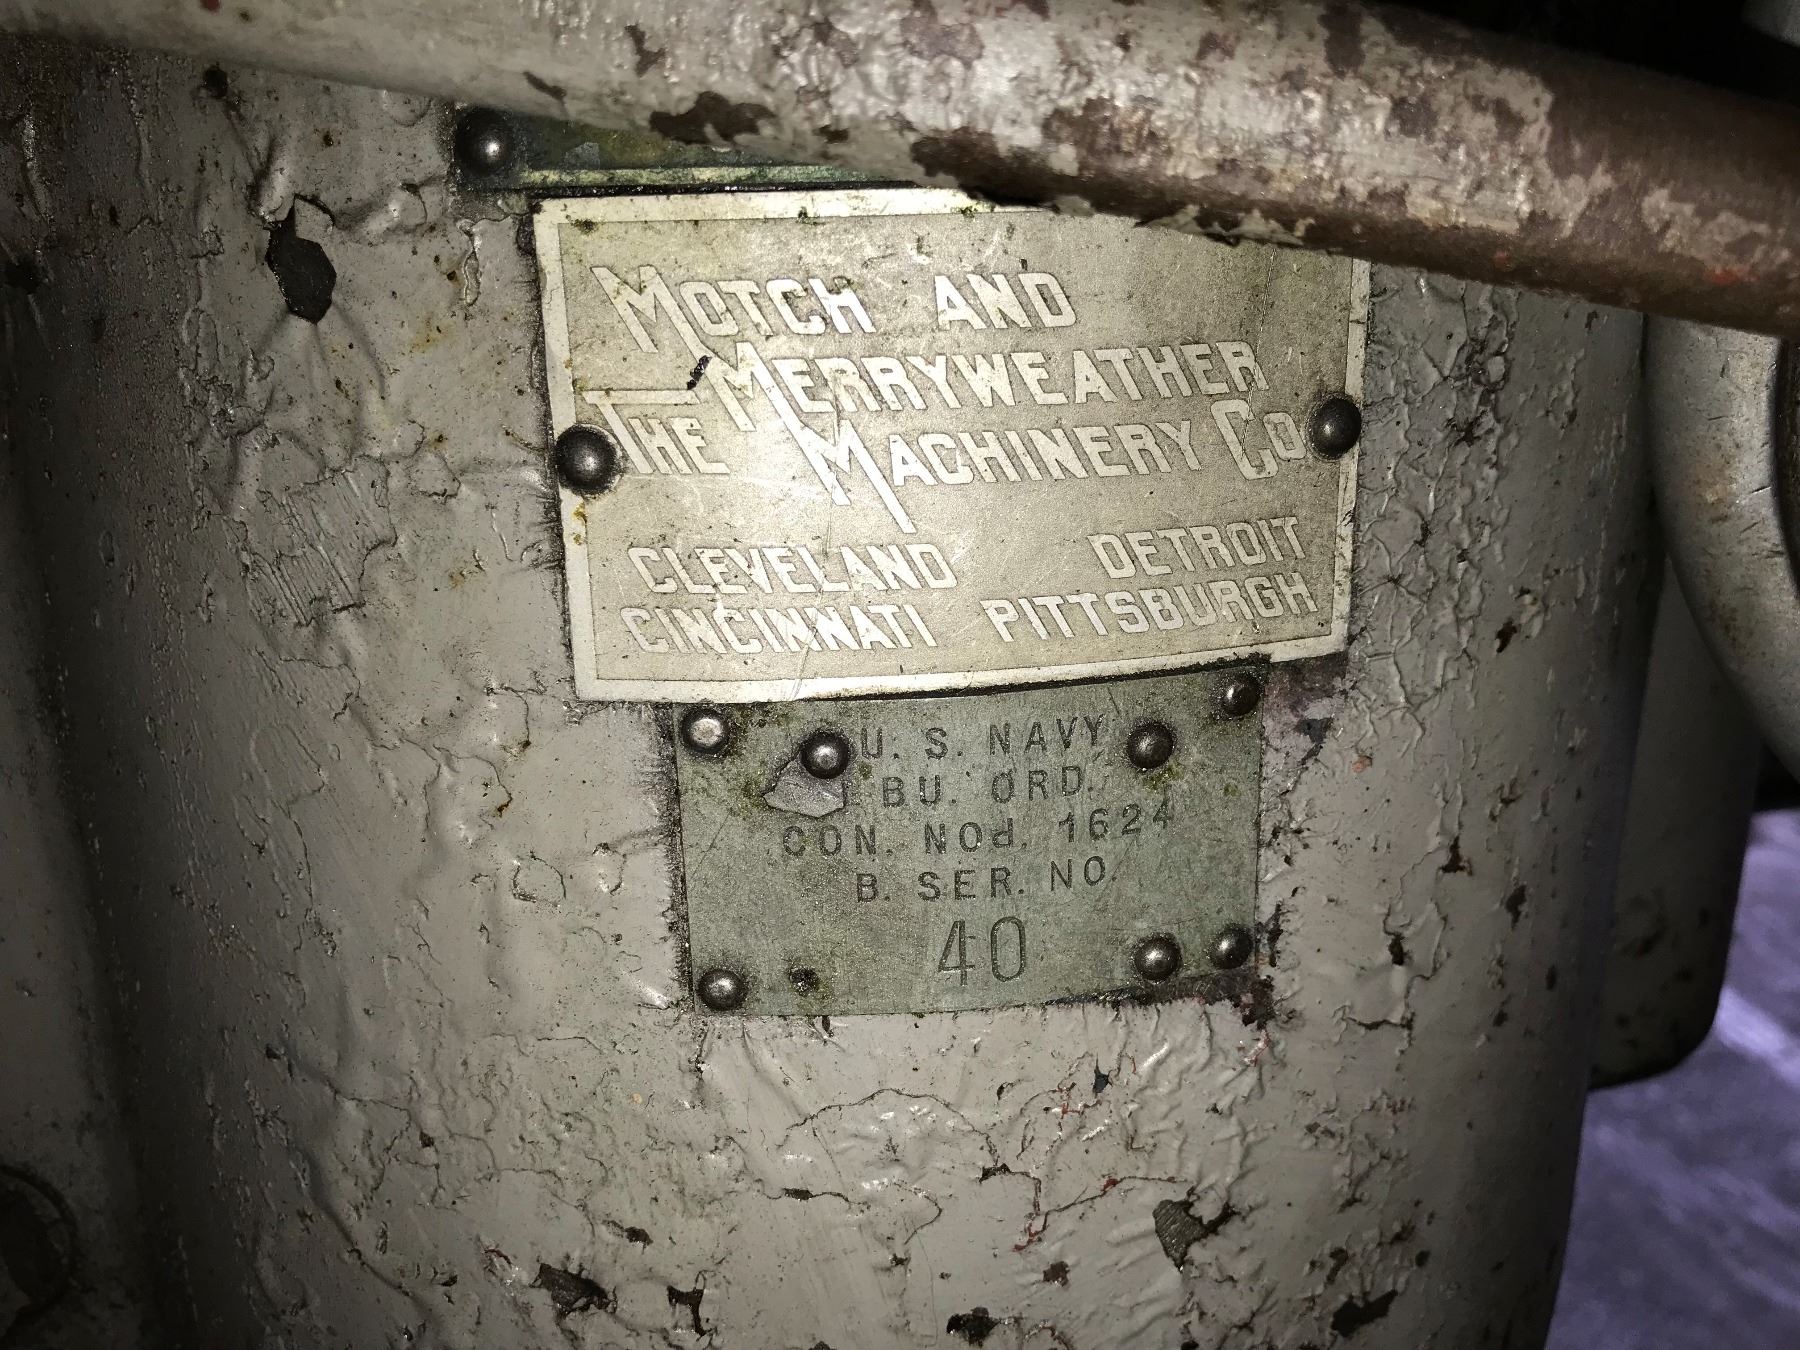 MOTCH AND
MERRYWEATHER
THE MACHINERY CO
CLEVELAND DETROIT
CINCINNATI PITTSBURGH
U. S. NAVY
BU. ORD.
CON. NOd. 1624
B. SER. NO.
40